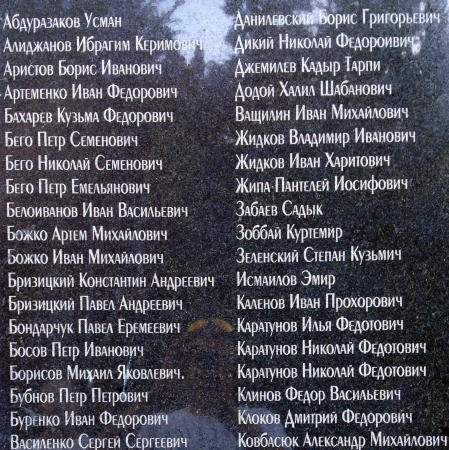 Абдуразаков Усман
Алиджанов Ибрагим Керимович
Аристов Борис Иванович
Артеменко Иван Федорович
Бахарев Кузьма Федорович
Бего Петр Семенович
Бего Николай Семенович
Бего Петр Емельянович
Белоиванов Иван Васильевич
Божко Артем Михайлович
Божко Иван Михайлович
Бризицкий Константин Андреевич
Бризицкий Павел Андреевич
Бондарчук Павел Еремеевич
Босов Петр Иванович
Борисов Михаил Яковлевич.
Бубнов Петр Петрович
Буренко Иван Федорович
Василенко Сергей Сергеевич
Данилевский Борис Григорьевич
Дикий Николай Федороивич
Джемилев Кадыр Тарпи
Додой Халил Шабанович
Ващилин Иван Михайлович
Жидков Владимир Иванович
Жидков Иван Харитович
Жипа Пантелей Иосифович
Забаев Садык
Зоббай Куртемир
Зеленский Степан Кузьмич
Исмаилов Эмир
Каленов Иван Прохорович
Каратунов Илья Федотович
Каратунов Николай Федотович
Каратунов Николай Федотович
Клинов Федор Васильевич
Клоков Дмитрий Федорович
Ковбасюк Александр Михайлович